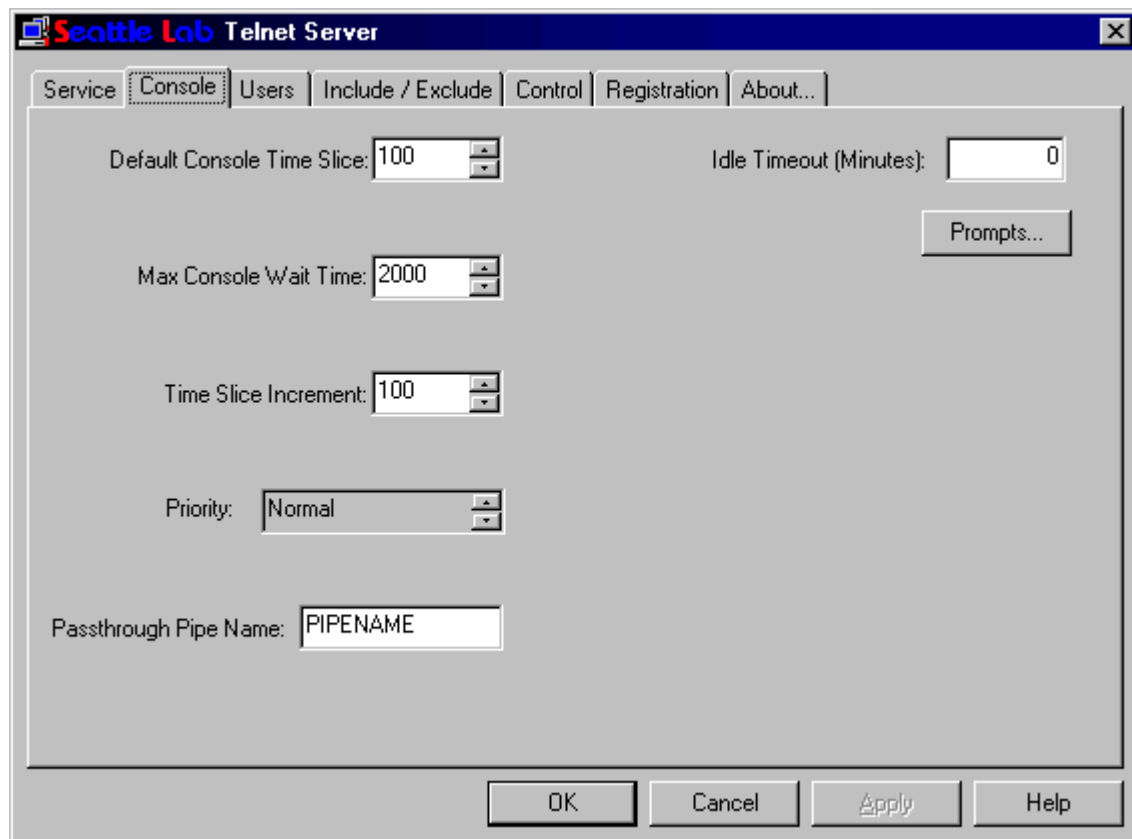 Seattle Lab Telnet Server
Service Console Users Include / Exclude Control Registration About...
Default Console Time Slice: 100
Idle Timeout (Minutes): 0
Prompts...
Max Console Wait Time: 2000
Time Slice Increment: 100
Priority: Normal
Passthrough Pipe Name: PIPENAME
OK Cancel Apply Help